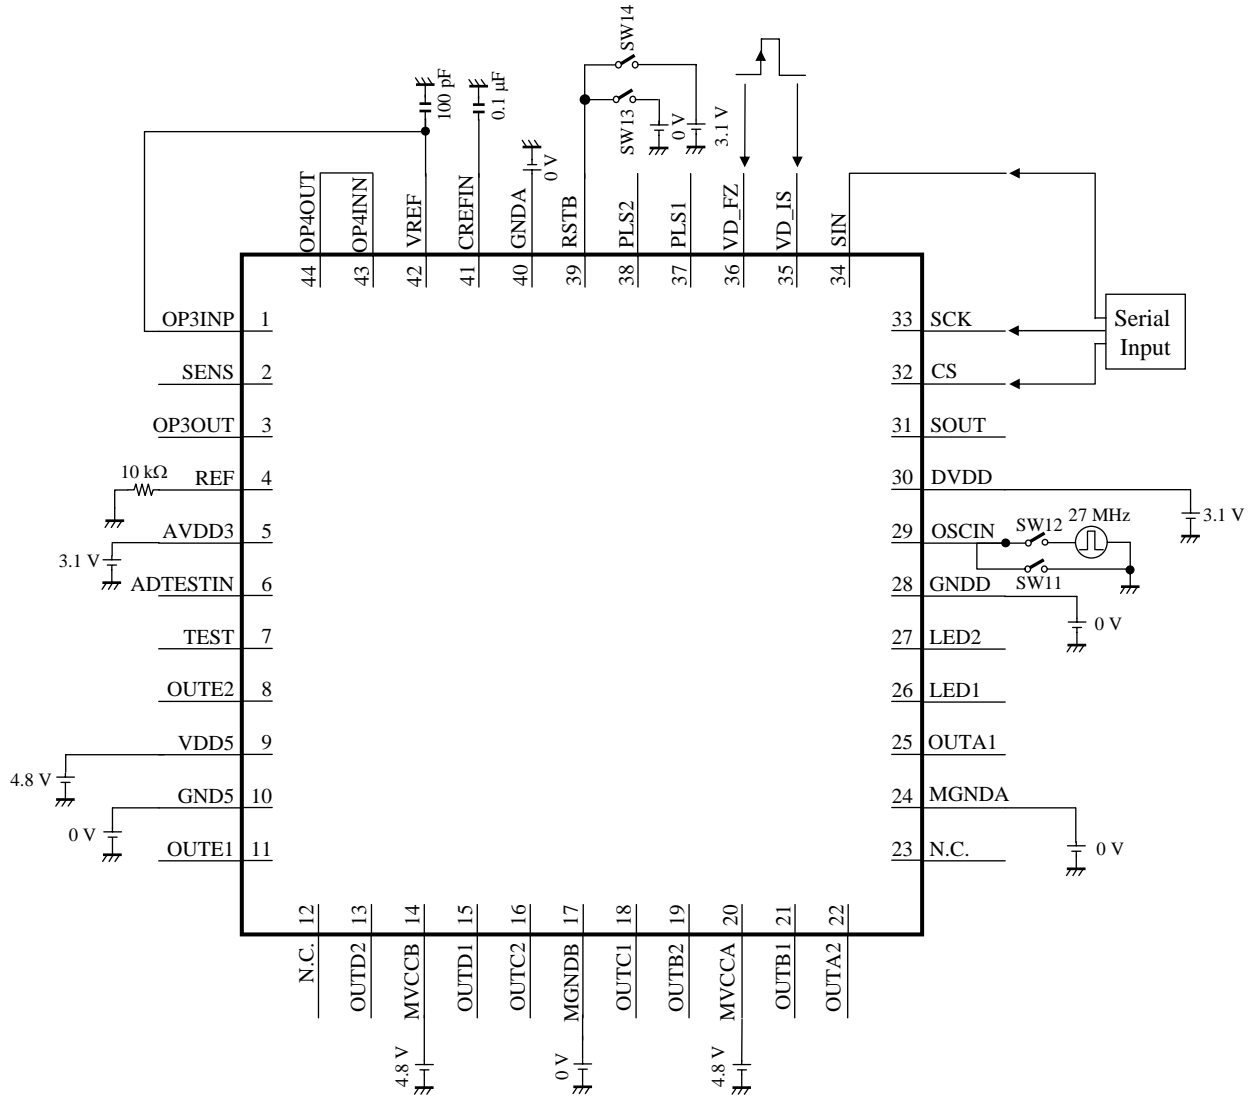 SW14
100 pF
0.1 μF
SW13
0 V
3.1 V
0 V
OP4OUT
OP4INN
VREF
CREFIN
GNDA
RSTB
PLS2
PLS1
VD_FZ
VD_IS
SIN
44
43
42
41
40
39
38
37
36
35
34
OP3INP 1
SENS 2
OP3OUT 3
10 kΩ
REF 4
AVDD3 5
3.1 V
ADTESTIN 6
TEST 7
OUTE2 8
VDD5 9
4.8 V
GND5 10
0 V
OUTE1 11
33 SCK
Serial
Input
32 CS
31 SOUT
30 DVDD
3.1 V
29 OSCIN
SW12
27 MHz
SW11
28 GNDD
0 V
27 LED2
26 LED1
25 OUTA1
24 MGNDA
0 V
23 N.C.
12
13
14
15
16
17
18
19
20
21
22
N.C.
OUTD2
MVCCB
OUTD1
OUTC2
MGNDB
OUTC1
OUTB2
MVCCA
OUTB1
OUTA2
4.8 V
0 V
4.8 V